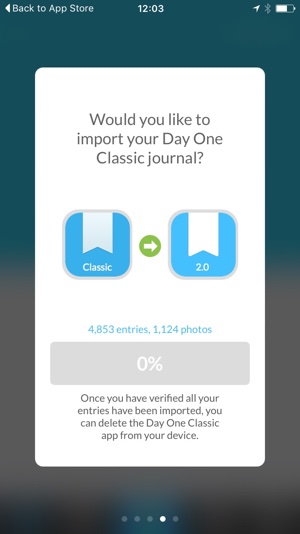 Back to App Store 12:03
Would you like to
import your Day One
Classic journal?
Classic 2.0
4,853 entries, 1,124 photos
0%
Once you have verified all your
entries have been imported, you
can delete the Day One Classic
app from your device.